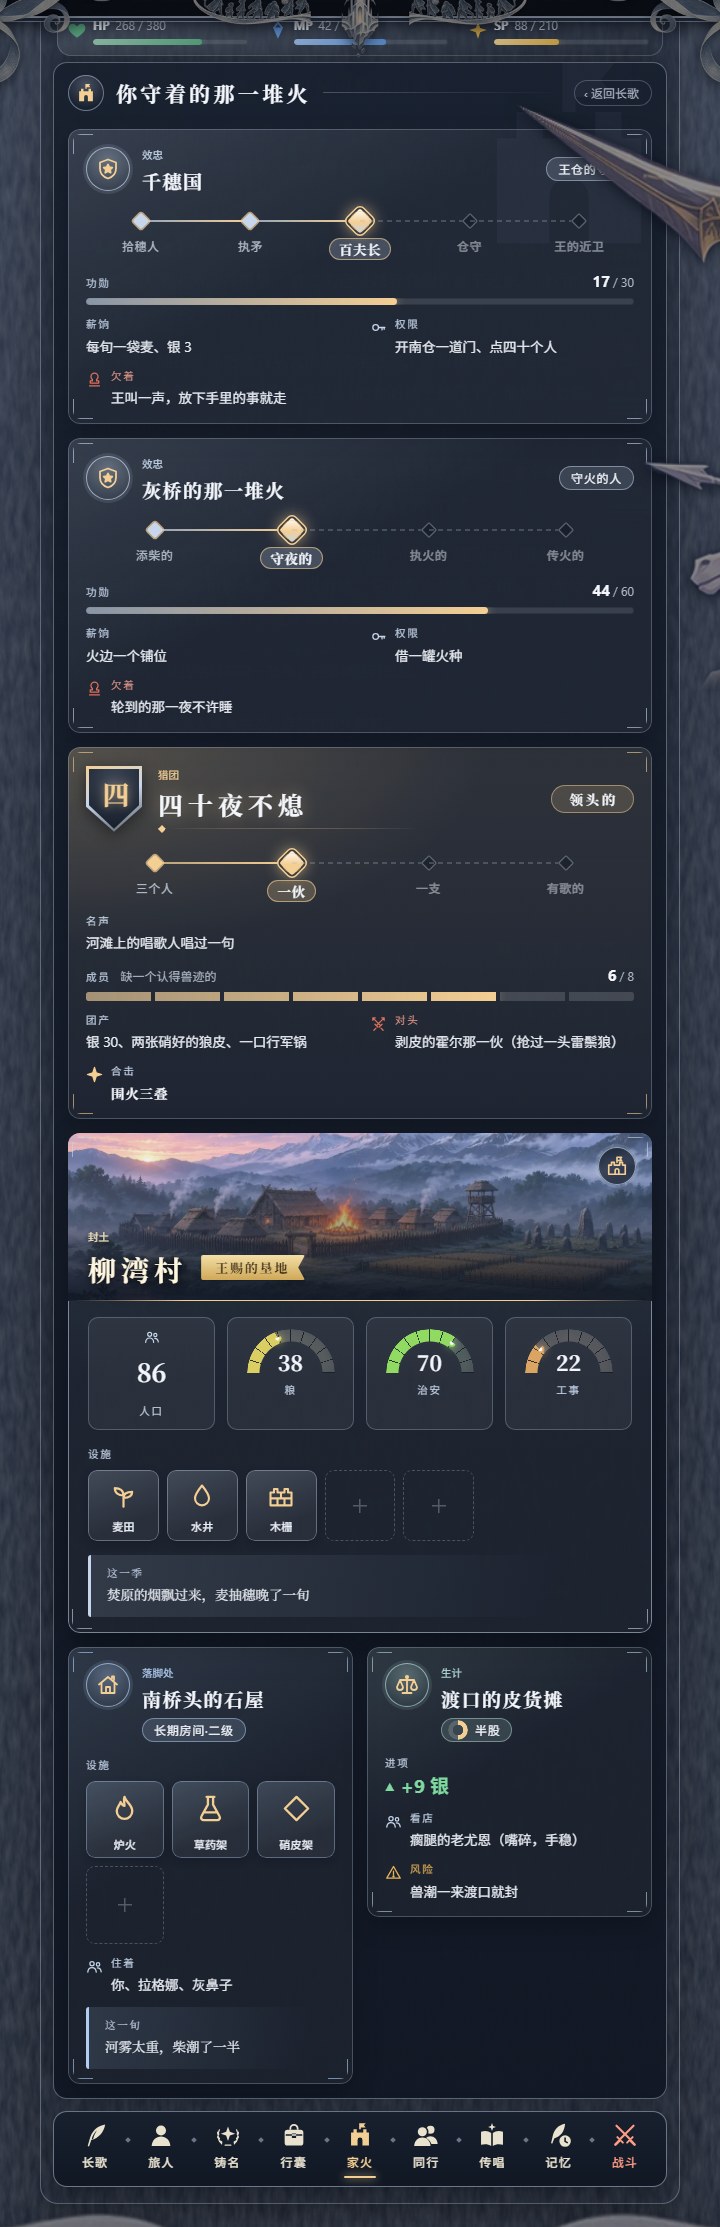 HP 268 / 380
MP 42 /
SP 88 / 210
你守着的那一堆火
‹ 返回长歌
效忠
千穗国
王仓的
拾穗人
执矛
百夫长
仓守
王的近卫
功勋
17 / 30
薪饷
每旬一袋麦、银 3
权限
开南仓一道门、点四十个人
欠着
王叫一声，放下手里的事就走
效忠
灰桥的那一堆火
守火的人
添柴的
守夜的
执火的
传火的
功勋
44 / 60
薪饷
火边一个铺位
权限
借一罐火种
欠着
轮到的那一夜不许睡
四
猎团
四十夜不熄
领头的
三个人
一伙
一支
有歌的
名声
河滩上的唱歌人唱过一句
成员 缺一个认得兽迹的
6 / 8
团产
银 30、两张硝好的狼皮、一口行军锅
对头
剥皮的霍尔那一伙（抢过一头雷鬃狼）
合击
围火三叠
封土
柳湾村
王赐的垦地
86
人口
38
粮
70
治安
22
工事
设施
麦田
水井
木栅
这一季
焚原的烟飘过来，麦抽穗晚了一旬
落脚处
南桥头的石屋
长期房间·二级
设施
炉火
草药架
硝皮架
住着
你、拉格娜、灰鼻子
这一旬
河雾太重，柴潮了一半
生计
渡口的皮货摊
半股
进项
▲ +9 银
看店
瘸腿的老尤恩（嘴碎，手稳）
风险
兽潮一来渡口就封
长歌
旅人
铸名
行囊
家火
同行
传唱
记忆
战斗